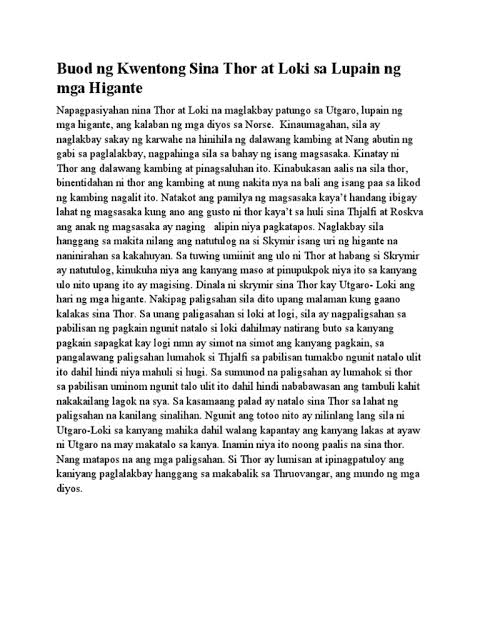 Buod ng Kwentong Sina Thor at Loki sa Lupain ng
mga Higante
Napagpasiyahan nina Thor at Loki na maglakbay patungo sa Utgaro, lupain ng
mga higante, ang kalaban ng mga diyos sa Norse.  Kinaumagahan, sila ay
naglakbay sakay ng karwahe na hinihila ng dalawang kambing at Nang abutin ng
gabi sa paglalakbay, nagpahinga sila sa bahay ng isang magsasaka. Kinatay ni
Thor ang dalawang kambing at pinagsaluhan ito. Kinabukasan aalis na sila thor,
binentidahan ni thor ang kambing at nung nakita nya na bali ang isang paa sa likod
ng kambing nagalit ito. Natakot ang pamilya ng magsasaka kaya't handang ibigay
lahat ng magsasaka kung ano ang gusto ni thor kaya't sa huli sina Thjalfi at Roskva
ang anak ng magsasaka ay naging   alipin niya pagkatapos. Naglakbay sila
hanggang sa makita nilang ang natutulog na si Skymir isang uri ng higante na
naninirahan sa kakahuyan. Sa tuwing umiinit ang ulo ni Thor at habang si Skrymir
ay natutulog, kinukuha niya ang kanyang maso at pinupukpok niya ito sa kanyang
ulo nito upang ito ay magising. Dinala ni skrymir sina Thor kay Utgaro- Loki ang
hari ng mga higante. Nakipag paligsahan sila dito upang malaman kung gaano
kalakas sina Thor. Sa unang paligasahan si loki at logi, sila ay nagpaligsahan sa
pabilisan ng pagkain ngunit natalo si loki dahilmay natirang buto sa kanyang
pagkain sapagkat kay logi nmn ay simot na simot ang kanyang pagkain, sa
pangalawang paligsahan lumahok si Thjalfi sa pabilisan tumakbo ngunit natalo ulit
ito dahil hindi niya mahuli si hugi. Sa sumunod na paligsahan ay lumahok si thor
sa pabilisan uminom ngunit talo ulit ito dahil hindi nababawasan ang tambuli kahit
nakakailang lagok na sya. Sa kasamaang palad ay natalo sina Thor sa lahat ng
paligsahan na kanilang sinalihan. Ngunit ang totoo nito ay nilinlang lang sila ni
Utgaro-Loki sa kanyang mahika dahil walang kapantay ang kanyang lakas at ayaw
ni Utgaro na may makatalo sa kanya. Inamin niya ito noong paalis na sina thor.
Nang matapos na ang mga paligsahan. Si Thor ay lumisan at ipinagpatuloy ang
kaniyang paglalakbay hanggang sa makabalik sa Thruovangar, ang mundo ng mga
diyos.